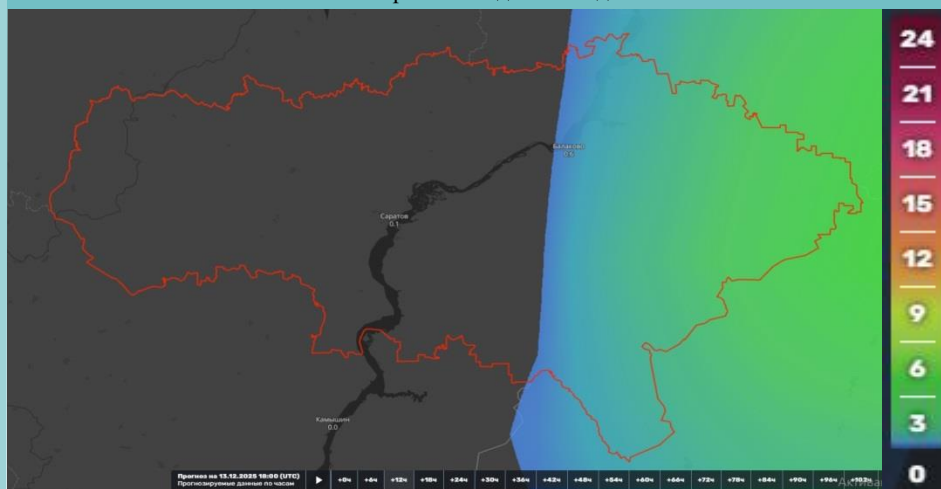 24
21
18
15
12
9
6
3
0
Балаково
Саратов
0.1
Камышин
0.0
Прогноз на 13.12.2025 18:00 (UTC)
Прогнозируемые данные по часам
+0ч +6ч +12ч +18ч +24ч +30ч +36ч +42ч +48ч +54ч +60ч +66ч +72ч +78ч +84ч +90ч +96ч